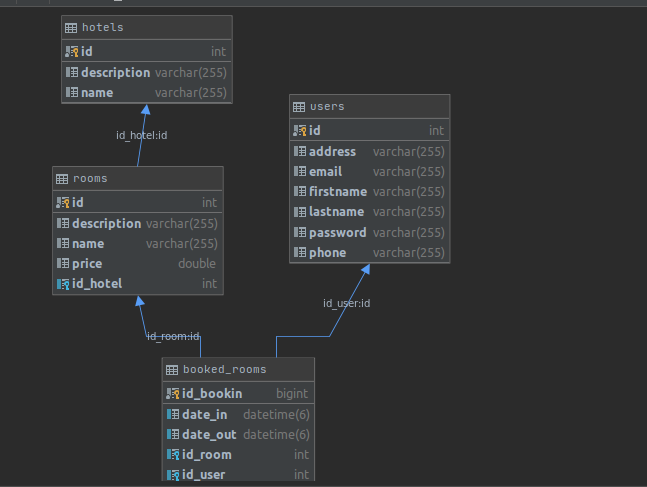 hotels
id int
description varchar(255)
name varchar(255)
id_hotel:id
rooms
id int
description varchar(255)
name varchar(255)
price double
id_hotel int
users
id int
address varchar(255)
email varchar(255)
firstname varchar(255)
lastname varchar(255)
password varchar(255)
phone varchar(255)
id_room:id
id_user:id
booked_rooms
id_bookin bigint
date_in datetime(6)
date_out datetime(6)
id_room int
id_user int